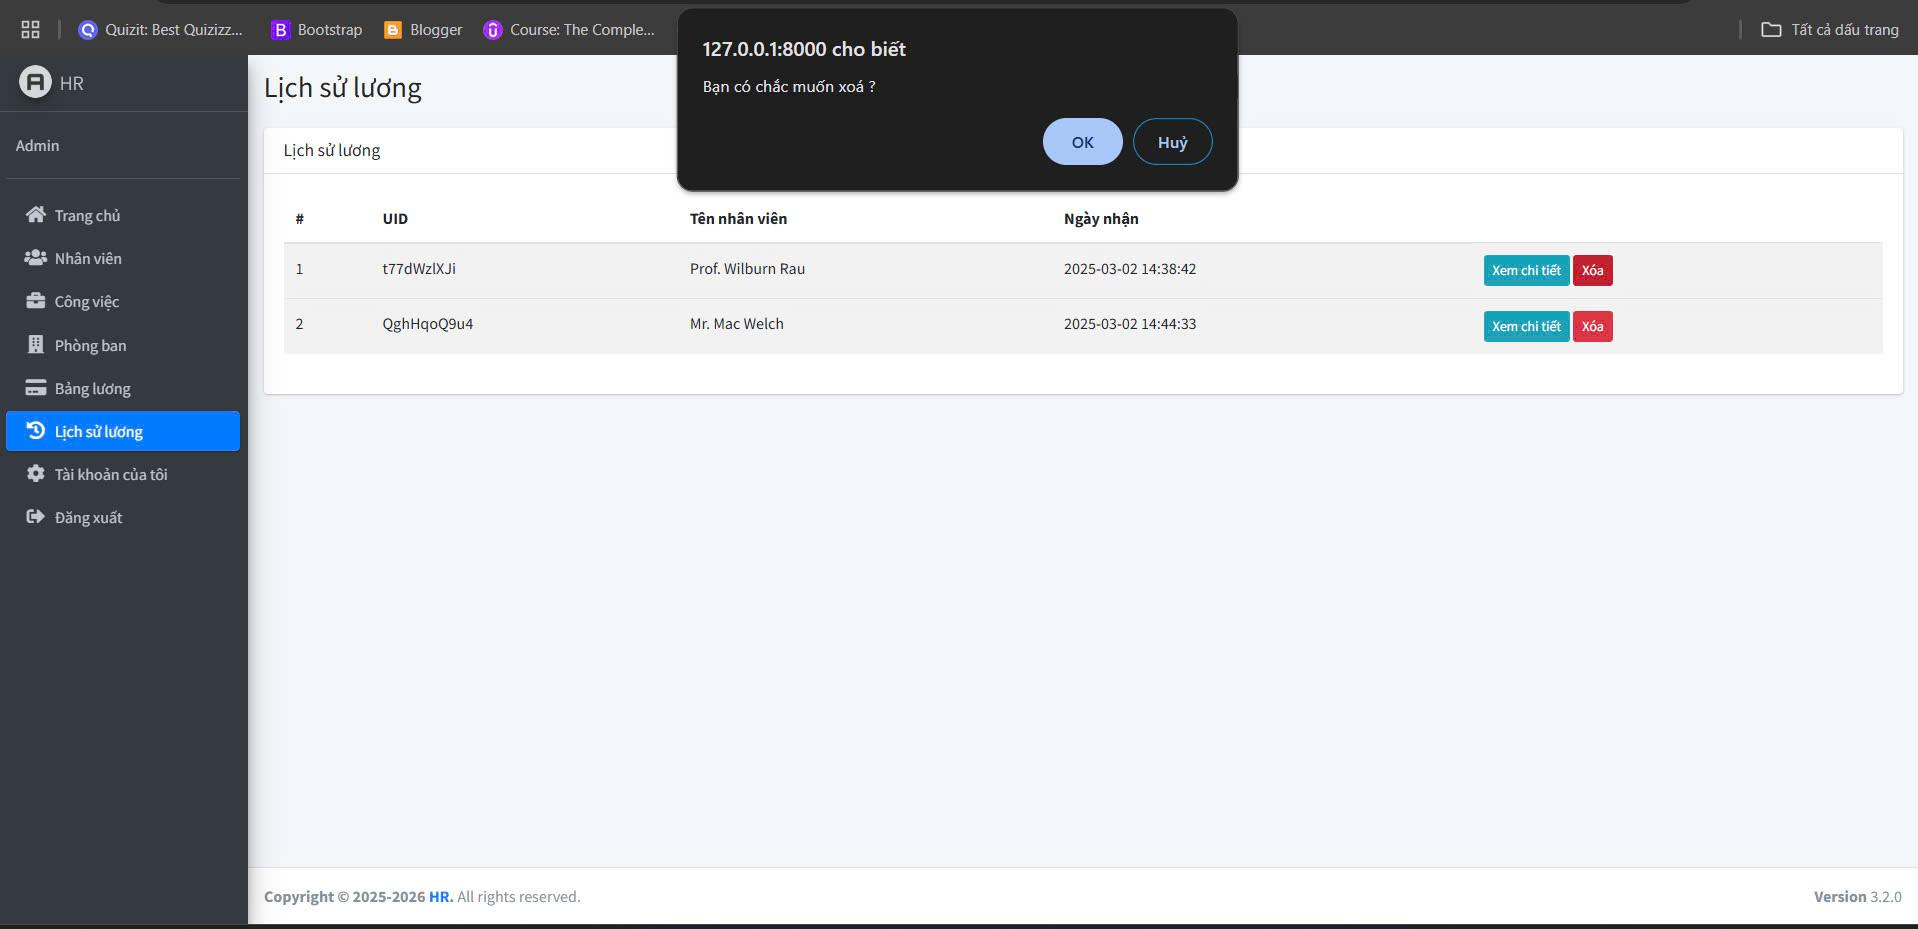 Quizit: Best Quizizz...
Bootstrap
Blogger
Course: The Comple...
Tất cả dấu trang
127.0.0.1:8000 cho biết
Bạn có chắc muốn xoá ?
OK
Huỷ
HR
Admin
Trang chủ
Nhân viên
Công việc
Phòng ban
Bảng lương
Lịch sử lương
Tài khoản của tôi
Đăng xuất
Lịch sử lương
Lịch sử lương
# UID Tên nhân viên Ngày nhận
1 t77dWzlXJi Prof. Wilburn Rau 2025-03-02 14:38:42 Xem chi tiết Xóa
2 QghHqoQ9u4 Mr. Mac Welch 2025-03-02 14:44:33 Xem chi tiết Xóa
Copyright © 2025-2026 HR. All rights reserved.
Version 3.2.0